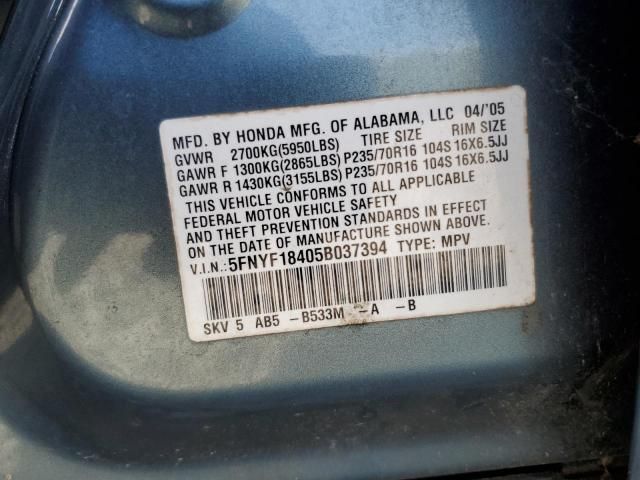 MFD. BY HONDA MFG. OF ALABAMA, LLC 04/'05
GVWR 2700KG(5950LBS) TIRE SIZE RIM SIZE
GAWR F 1300KG(2865LBS) P235/70R16 104S 16X6.5JJ
GAWR R 1430KG(3155LBS) P235/70R16 104S 16X6.5JJ
THIS VEHICLE CONFORMS TO ALL APPLICABLE
FEDERAL MOTOR VEHICLE SAFETY
AND THEFT PREVENTION STANDARDS IN EFFECT
ON THE DATE OF MANUFACTURE SHOWN ABOVE.
V.I.N.: 5FNYF18405B037394 TYPE: MPV
SKV 5 AB5 -B533M -A -B